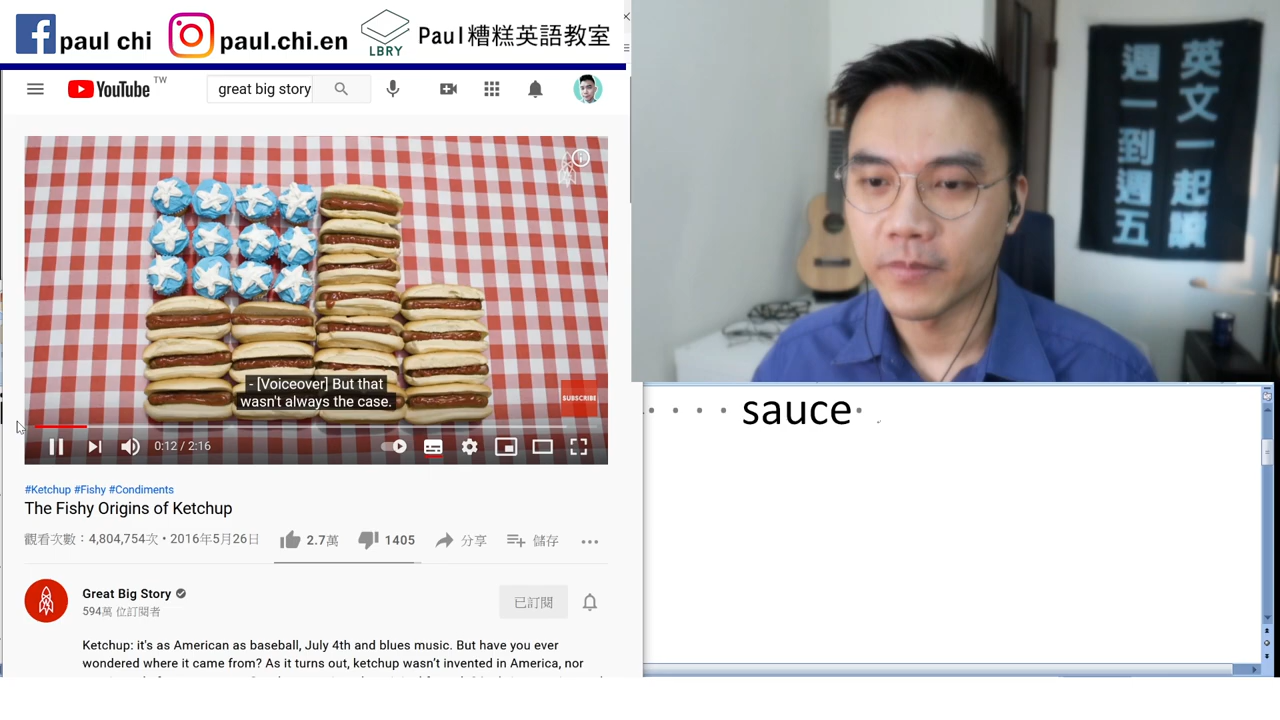 paul chi
paul.chi.en
LBRY
Paul糟糕英語教室
YouTube TW
great big story
- [Voiceover] But that
wasn't always the case.
SUBSCRIBE
0:12 / 2:16
#Ketchup #Fishy #Condiments
The Fishy Origins of Ketchup
觀看次數：4,804,754次・2016年5月26日
2.7萬
1405
分享
儲存
Great Big Story
594萬 位訂閱者
已訂閱
Ketchup: it's as American as baseball, July 4th and blues music. But have you ever
wondered where it came from? As it turns out, ketchup wasn't invented in America, nor
英文一起讀
週一到週五
sauce